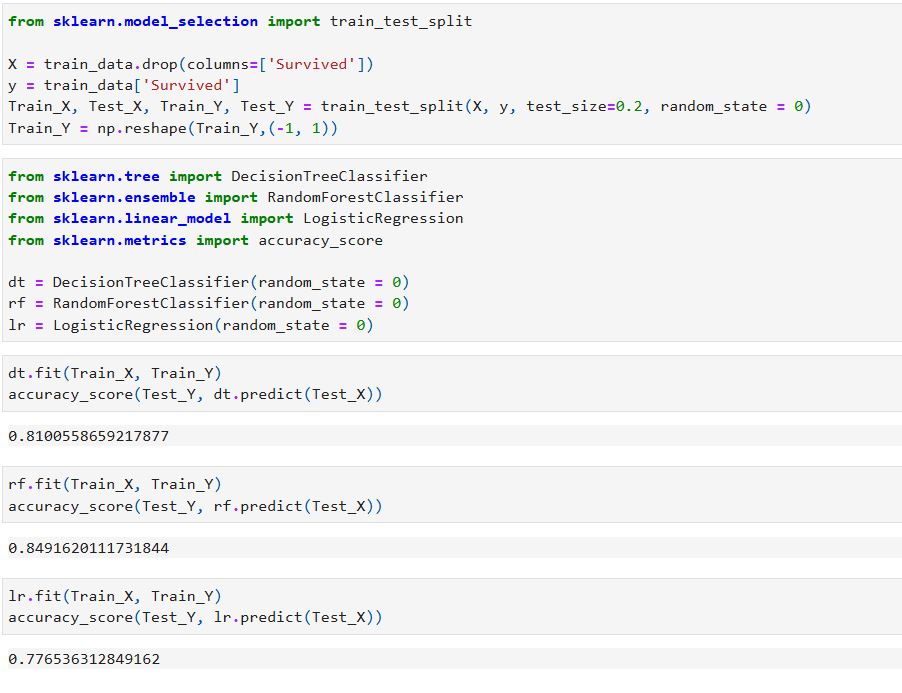 from sklearn.model_selection import train_test_split
X = train_data.drop(columns=['Survived'])
y = train_data['Survived']
Train_X, Test_X, Train_Y, Test_Y = train_test_split(X, y, test_size=0.2, random_state = 0)
Train_Y = np.reshape(Train_Y,(-1, 1))
from sklearn.tree import DecisionTreeClassifier
from sklearn.ensemble import RandomForestClassifier
from sklearn.linear_model import LogisticRegression
from sklearn.metrics import accuracy_score
dt = DecisionTreeClassifier(random_state = 0)
rf = RandomForestClassifier(random_state = 0)
lr = LogisticRegression(random_state = 0)
dt.fit(Train_X, Train_Y)
accuracy_score(Test_Y, dt.predict(Test_X))
0.8100558659217877
rf.fit(Train_X, Train_Y)
accuracy_score(Test_Y, rf.predict(Test_X))
0.8491620111731844
lr.fit(Train_X, Train_Y)
accuracy_score(Test_Y, lr.predict(Test_X))
0.776536312849162